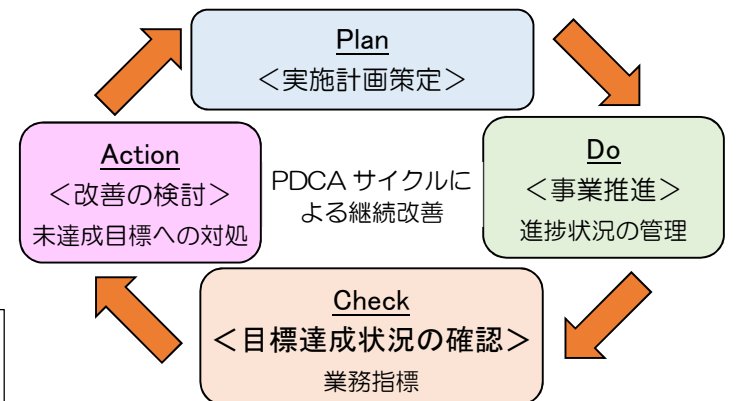 Plan
＜実施計画策定＞
Do
＜事業推進＞
進捗状況の管理
Check
＜目標達成状況の確認＞
業務指標
Action
＜改善の検討＞
未達成目標への対処
PDCA サイクルに
よる継続改善